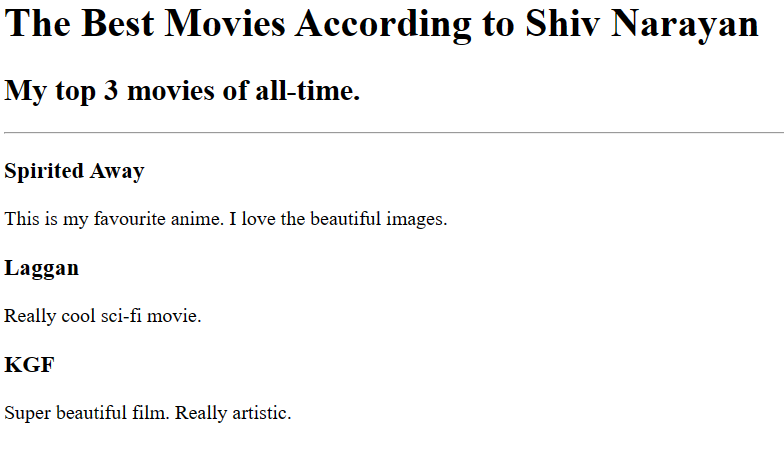 The Best Movies According to Shiv Narayan
My top 3 movies of all-time.
Spirited Away
This is my favourite anime. I love the beautiful images.
Laggan
Really cool sci-fi movie.
KGF
Super beautiful film. Really artistic.